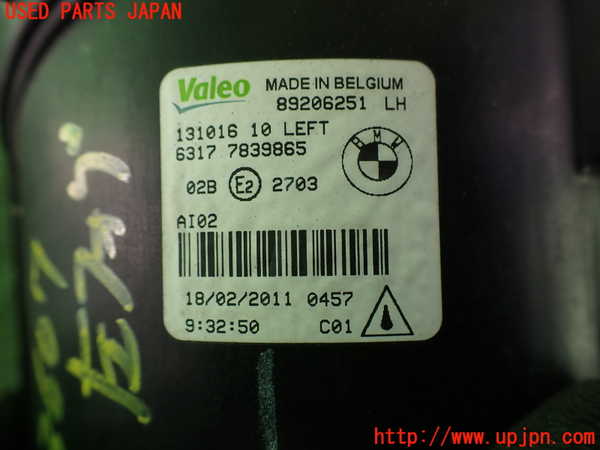 USED PARTS JAPAN
Valeo MADE IN BELGIUM
89206251 LH
131016 10 LEFT
6317 7839865
BMW
02B E2 2703
AI02
18/02/2011 0457
9:32:50 C01
http://www.upjpn.com/